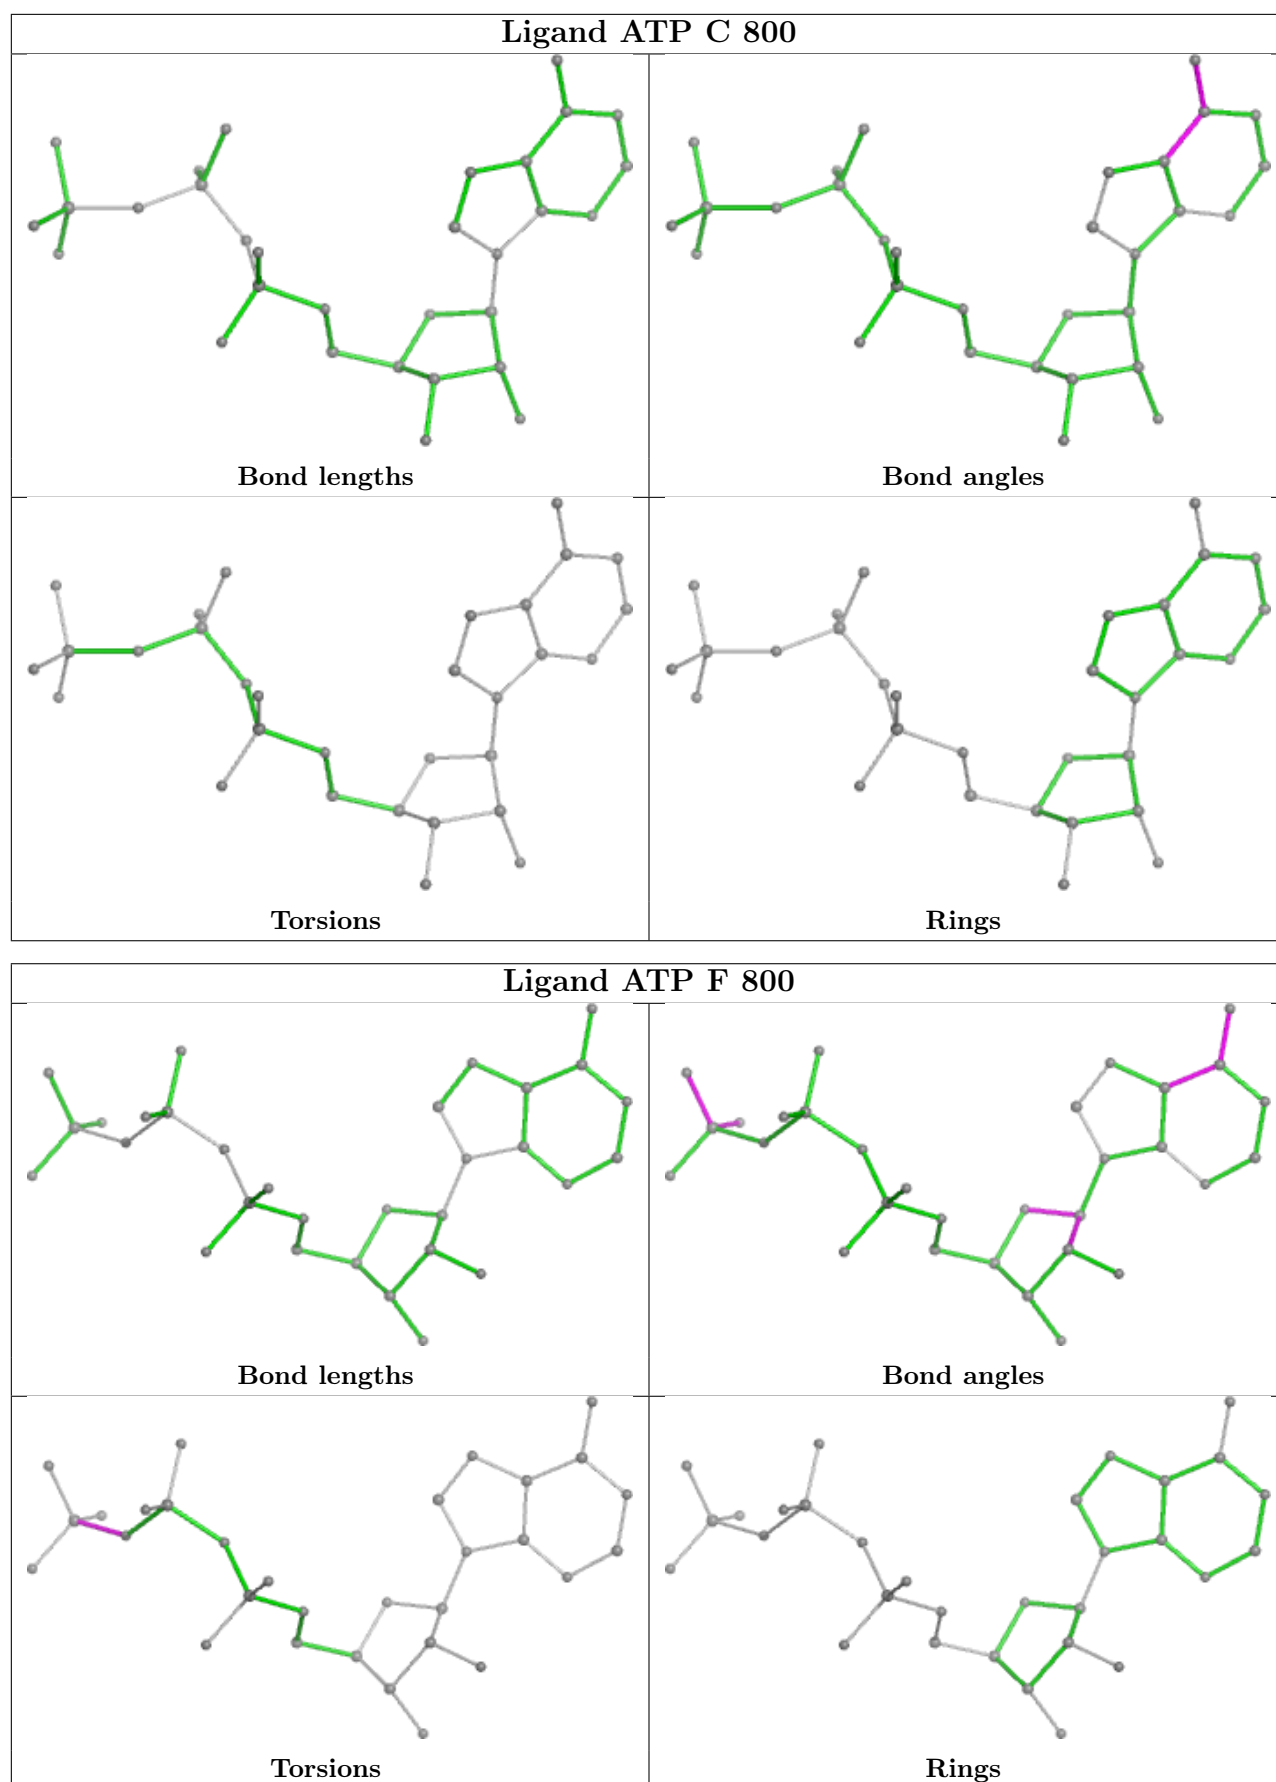 Ligand ATP C 800
Bond lengths
Bond angles
Torsions
Rings
Ligand ATP F 800
Bond lengths
Bond angles
Torsions
Rings